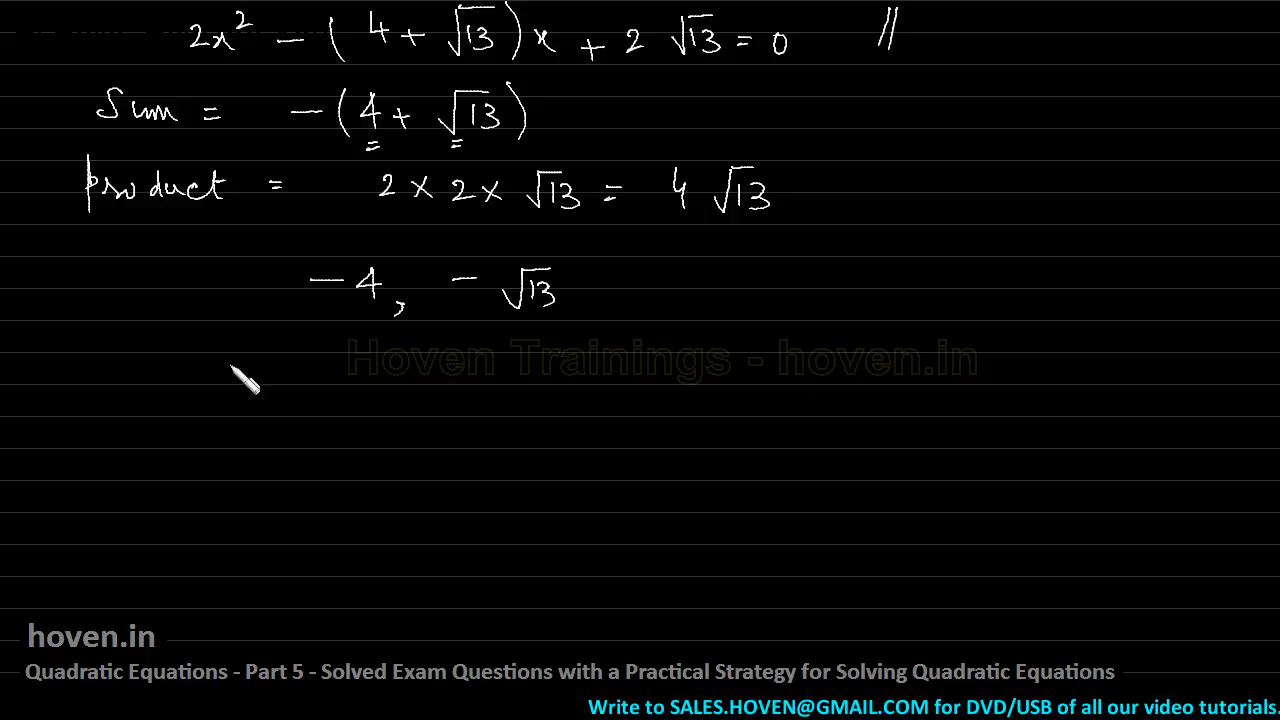 2x² - (4 + √13)x + 2 √13 = 0 //
Sum = - (4 + √13)
product = 2 × 2 × √13 = 4 √13
- 4, - √13
Hoven Trainings - hoven.in
hoven.in
Quadratic Equations - Part 5 - Solved Exam Questions with a Practical Strategy for Solving Quadratic Equations
Write to SALES.HOVEN@GMAIL.COM for DVD/USB of all our video tutorials.